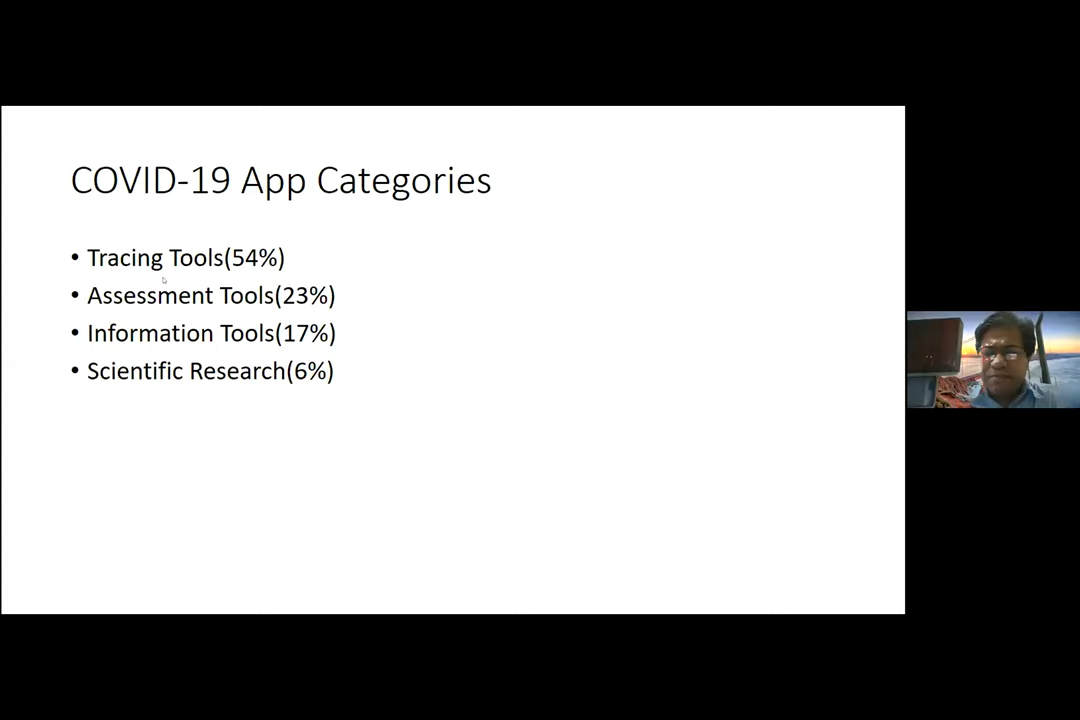 COVID-19 App Categories
• Tracing Tools(54%)
• Assessment Tools(23%)
• Information Tools(17%)
• Scientific Research(6%)